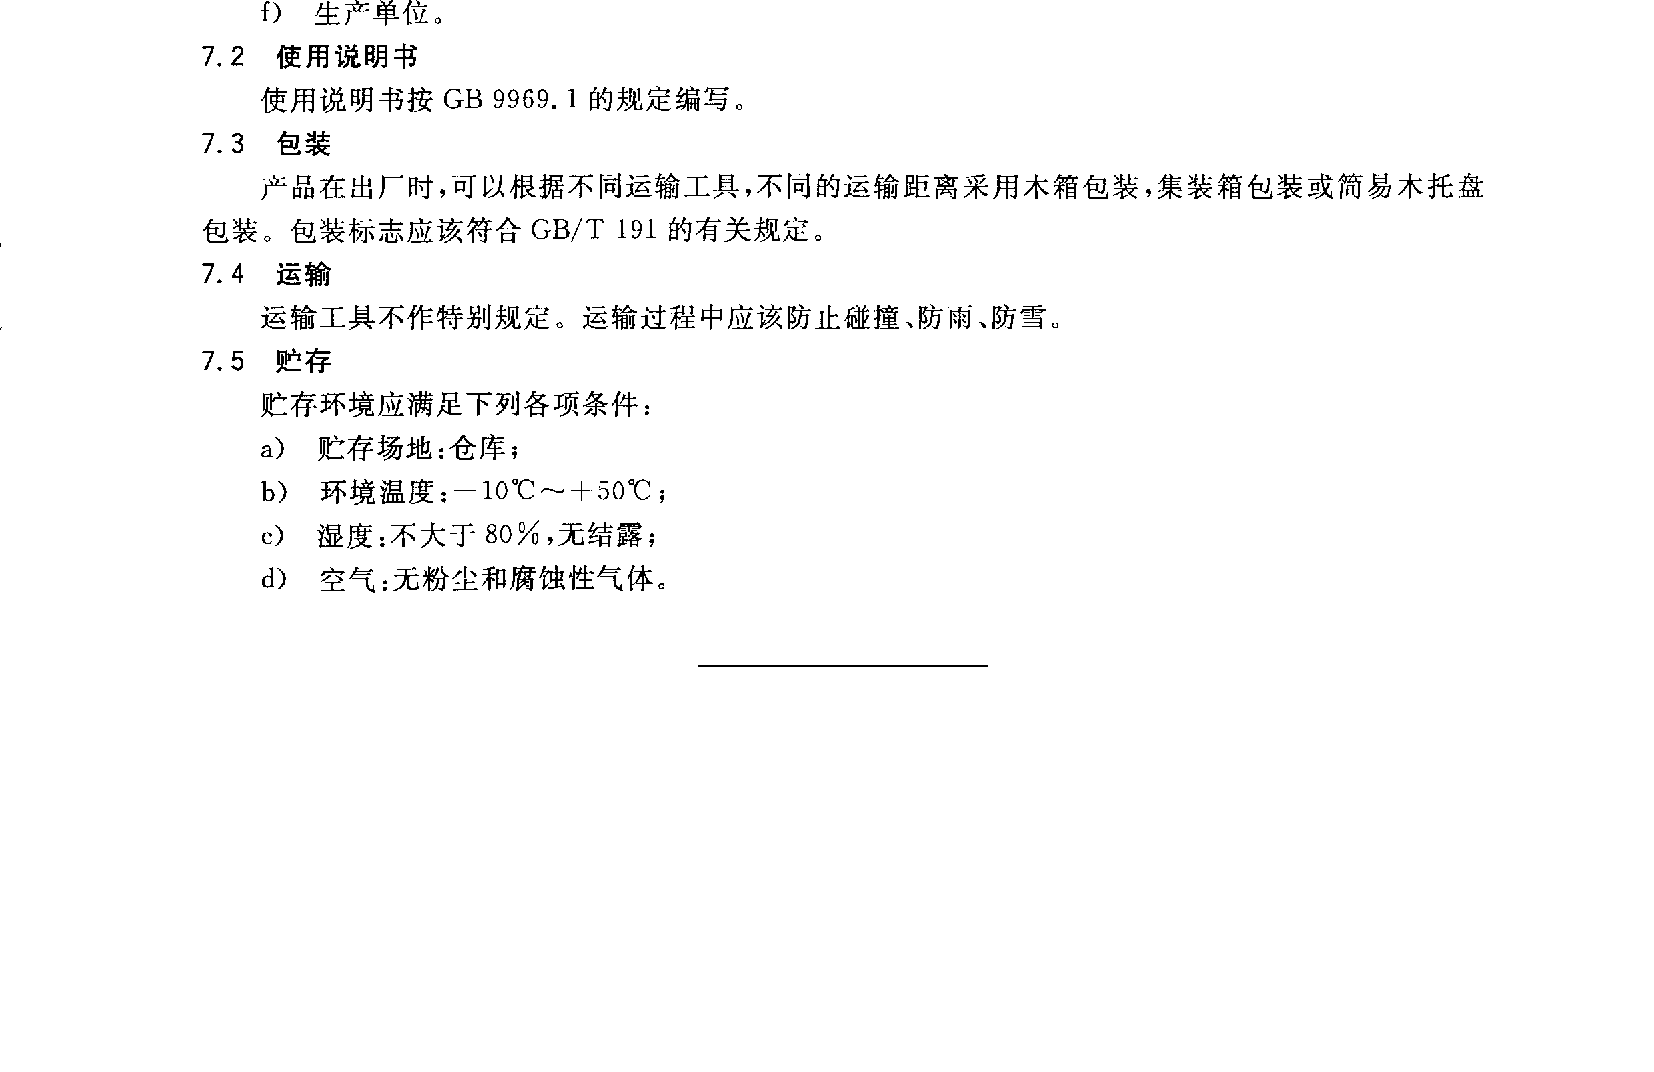 f) 生产单位。
7.2 使用说明书
使用说明书按 GB 9969.1 的规定编写。
7.3 包装
产品在出厂时,可以根据不同运输工具,不同的运输距离采用木箱包装,集装箱包装或简易木托盘
包装。包装标志应该符合 GB/T 191 的有关规定。
7.4 运输
运输工具不作特别规定。运输过程中应该防止碰撞、防雨、防雪。
7.5 贮存
贮存环境应满足下列各项条件:
a) 贮存场地:仓库;
b) 环境温度:-10℃~+50℃;
c) 湿度:不大于 80%,无结露;
d) 空气:无粉尘和腐蚀性气体。